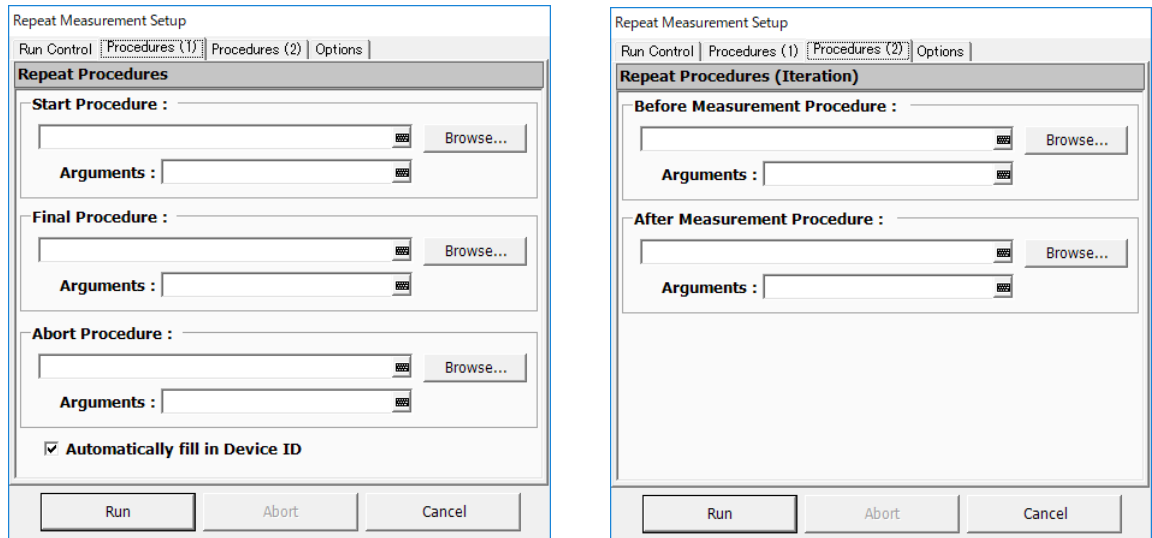 Repeat Measurement Setup
Run Control Procedures (1) Procedures (2) Options
Repeat Procedures
Start Procedure :
Browse...
Arguments :
Final Procedure :
Browse...
Arguments :
Abort Procedure :
Browse...
Arguments :
Automatically fill in Device ID
Run Abort Cancel
Repeat Measurement Setup
Run Control Procedures (1) Procedures (2) Options
Repeat Procedures (Iteration)
Before Measurement Procedure :
Browse...
Arguments :
After Measurement Procedure :
Browse...
Arguments :
Run Abort Cancel